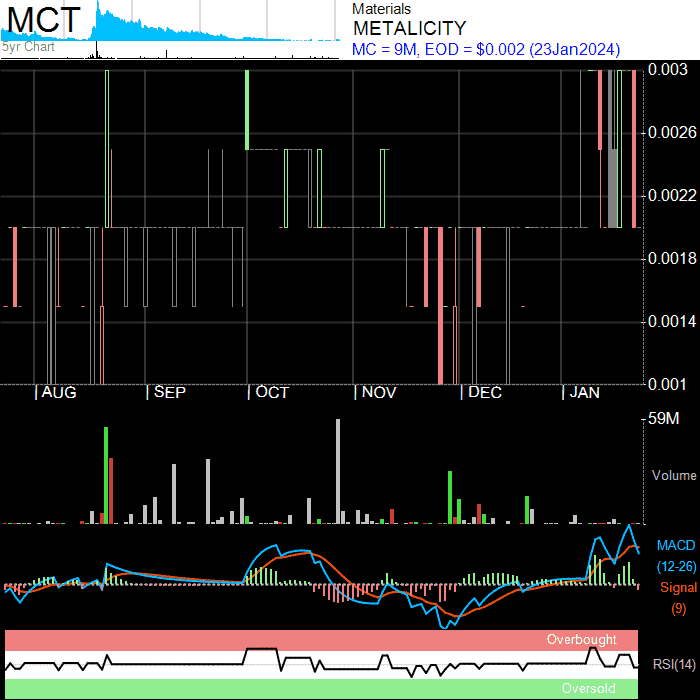 MCT
5yr Chart
Materials
METALICITY
MC = 9M, EOD = $0.002 (23Jan2024)
0.003
0.0026
0.0022
0.0018
0.0014
0.001
AUG SEP OCT NOV DEC JAN
59M
Volume
MACD
(12-26)
Signal
(9)
Overbought
RSI(14)
Oversold